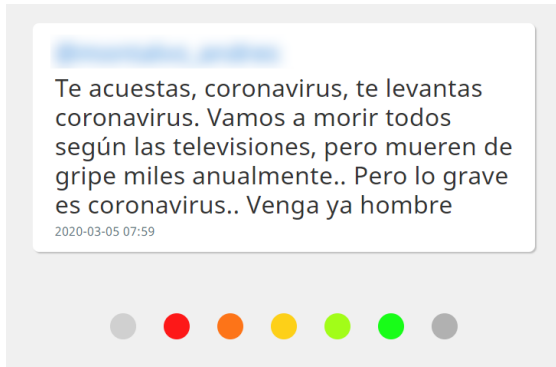 Te acuestas, coronavirus, te levantas
coronavirus. Vamos a morir todos
según las televisiones, pero mueren de
gripe miles anualmente.. Pero lo grave
es coronavirus.. Venga ya hombre
2020-03-05 07:59